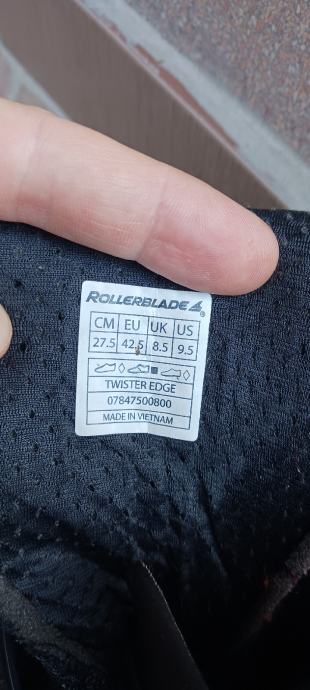 ROLLERBLADE®
CM EU UK US
27.5 42.5 8.5 9.5
TWISTER EDGE
07847500800
MADE IN VIETNAM